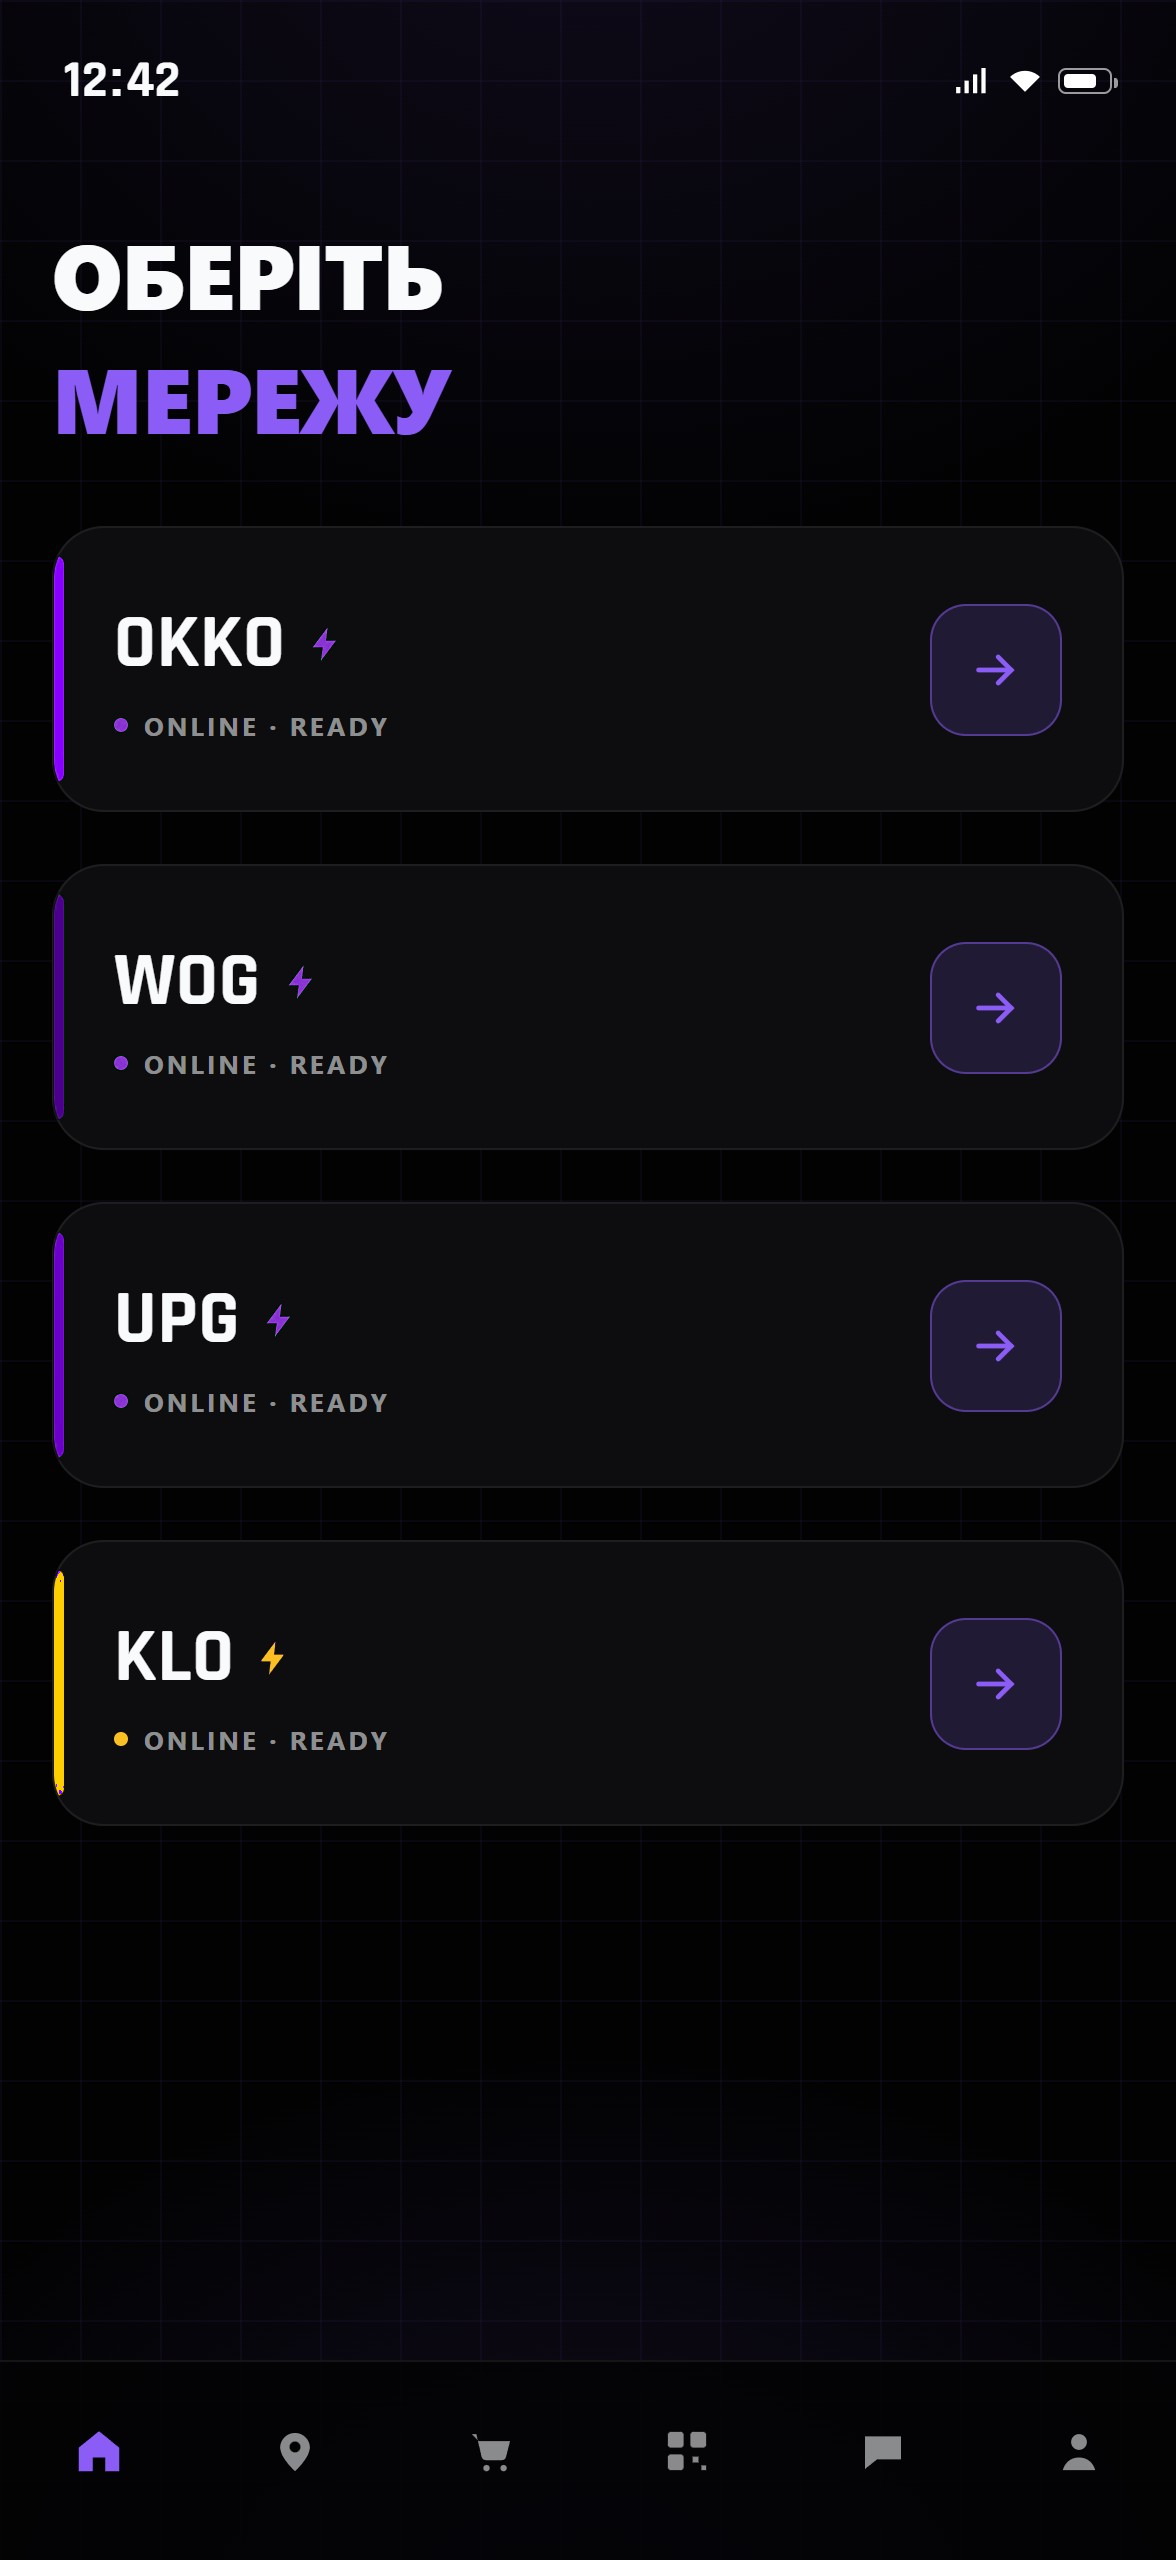 12:42
ОБЕРІТЬ
МЕРЕЖУ
OKKO
ONLINE · READY
WOG
ONLINE · READY
UPG
ONLINE · READY
KLO
ONLINE · READY